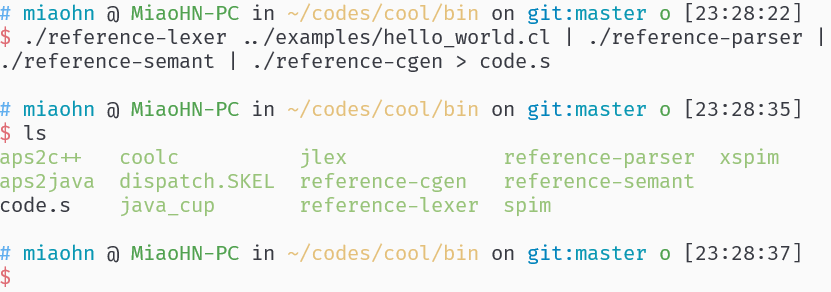 # miaohn @ MiaoHN-PC in ~/codes/cool/bin on git:master o [23:28:22]
$ ./reference-lexer ../examples/hello_world.cl | ./reference-parser |
./reference-semant | ./reference-cgen > code.s
# miaohn @ MiaoHN-PC in ~/codes/cool/bin on git:master o [23:28:35]
$ ls
aps2c++ coolc jlex reference-parser xspim
aps2java dispatch.SKEL reference-cgen reference-semant
code.s java_cup reference-lexer spim
# miaohn @ MiaoHN-PC in ~/codes/cool/bin on git:master o [23:28:37]
$